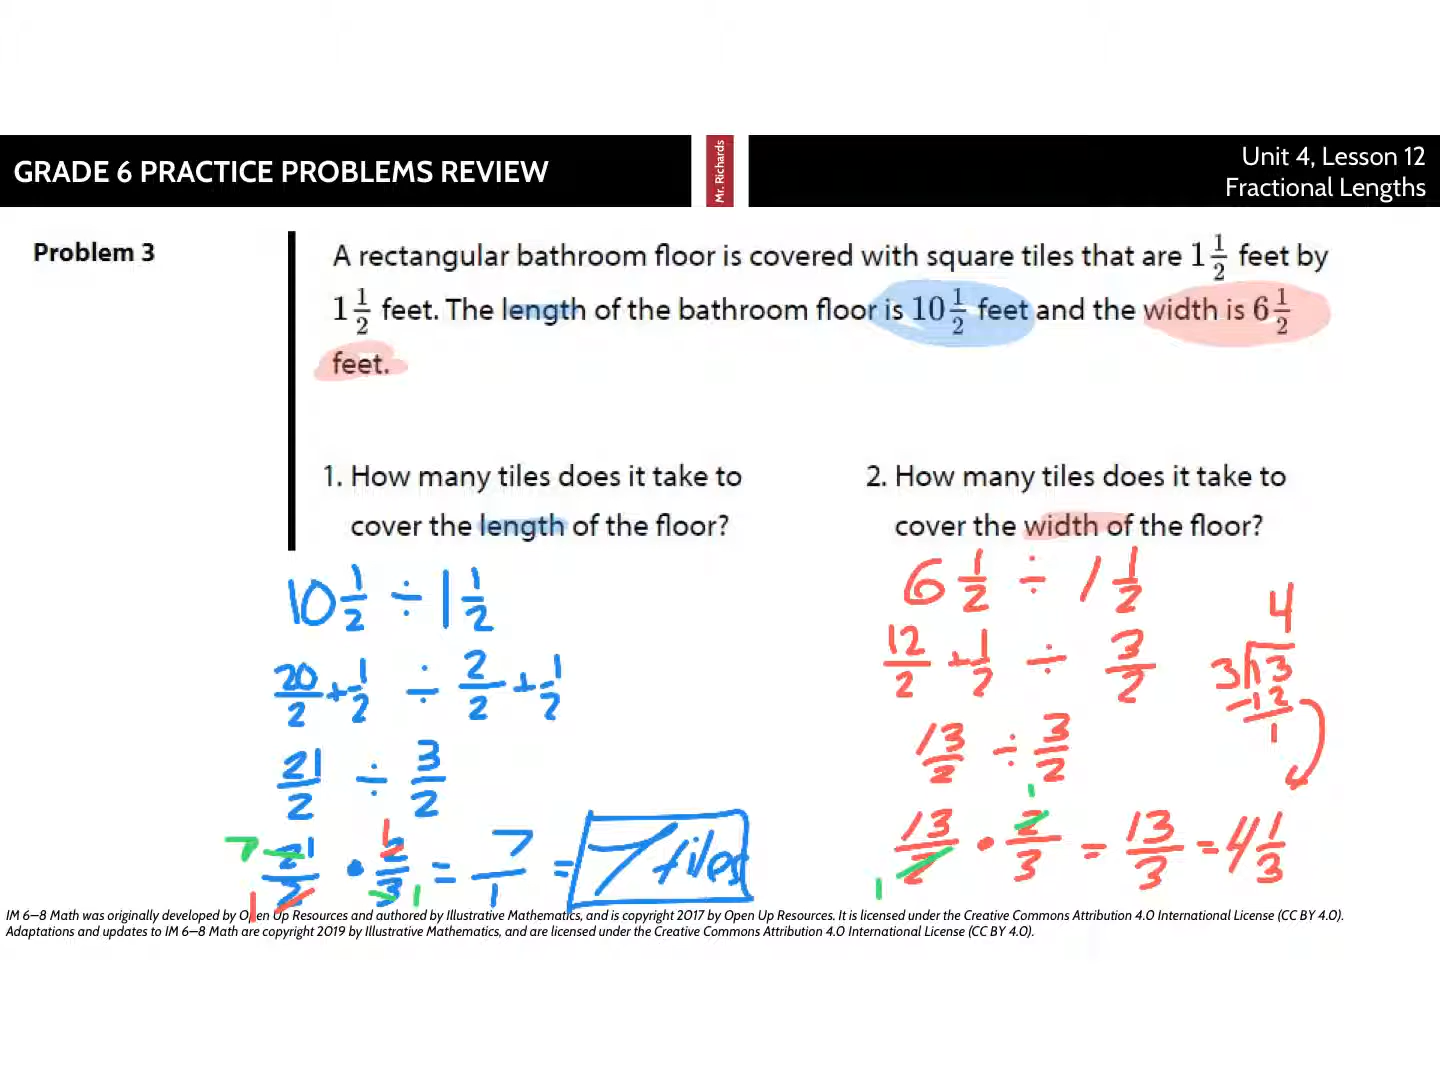 GRADE 6 PRACTICE PROBLEMS REVIEW
Mr. Richards
Unit 4, Lesson 12
Fractional Lengths
Problem 3
A rectangular bathroom floor is covered with square tiles that are 1 1/2 feet by
1 1/2 feet. The length of the bathroom floor is 10 1/2 feet and the width is 6 1/2
feet.
1. How many tiles does it take to
cover the length of the floor?
10 1/2 ÷ 1 1/2
20/2 + 1/2 ÷ 2/2 + 1/2
21/2 ÷ 3/2
7 21/2 1 • 1 2/3 1 = 7/1 = 7 tiles
2. How many tiles does it take to
cover the width of the floor?
6 1/2 ÷ 1 1/2
12/2 + 1/2 ÷ 3/2
13/2 ÷ 3/2
13/2 1 • 1 2/3 = 13/3 = 4 1/3
4
3 13
-12
1
IM 6–8 Math was originally developed by Open Up Resources and authored by Illustrative Mathematics, and is copyright 2017 by Open Up Resources. It is licensed under the Creative Commons Attribution 4.0 International License (CC BY 4.0).
Adaptations and updates to IM 6–8 Math are copyright 2019 by Illustrative Mathematics, and are licensed under the Creative Commons Attribution 4.0 International License (CC BY 4.0).